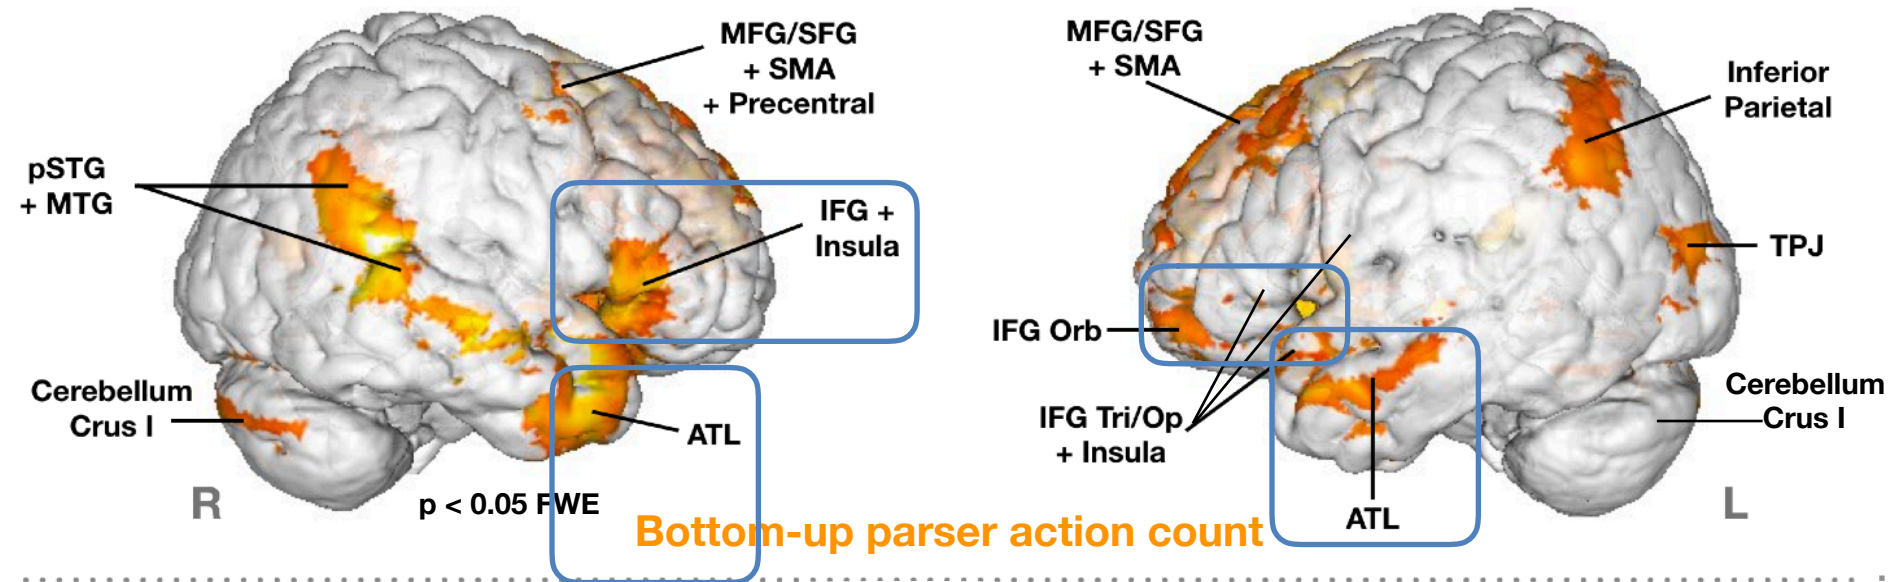 MFG/SFG
+ SMA
+ Precentral
pSTG
+ MTG
IFG +
Insula
Cerebellum
Crus I
ATL
R
p < 0.05 FWE
MFG/SFG
+ SMA
Inferior
Parietal
TPJ
IFG Orb
IFG Tri/Op
+ Insula
Cerebellum
Crus I
ATL
L
Bottom-up parser action count